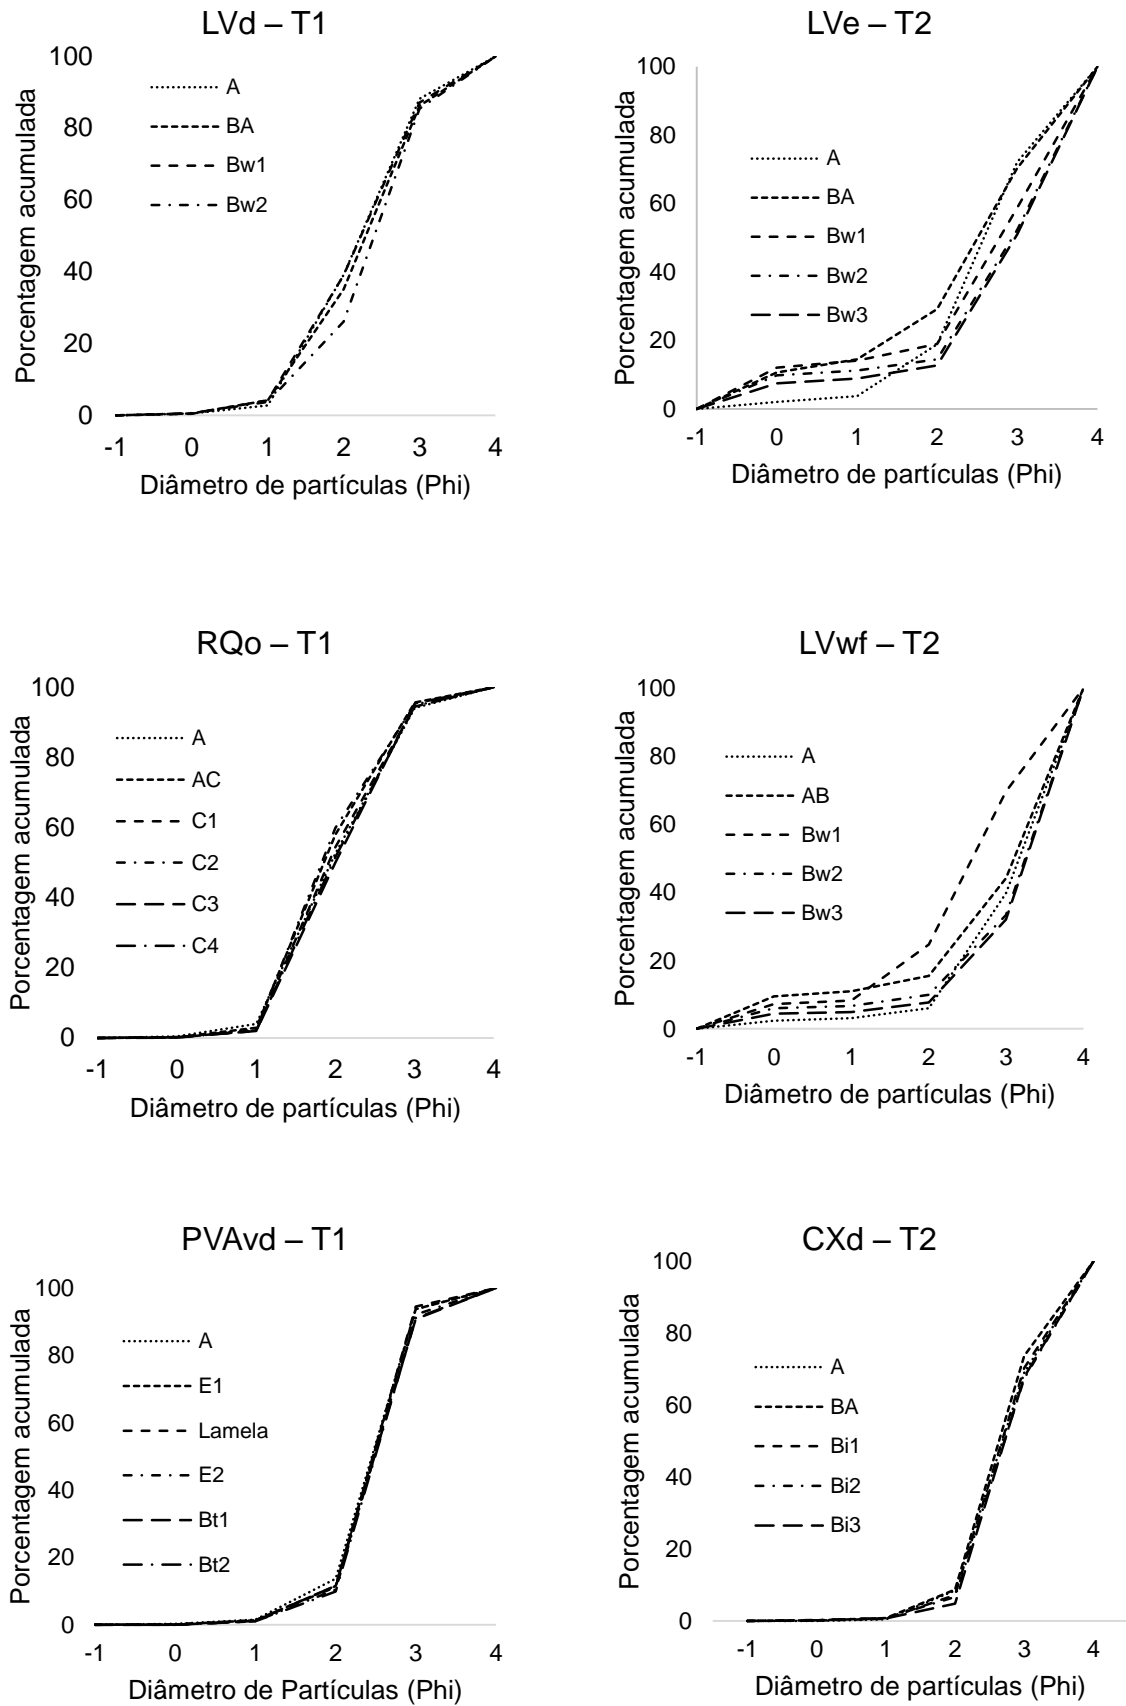 LVd – T1
Porcentagem acumulada
100
80
60
40
20
0
A
BA
Bw1
Bw2
-1 0 1 2 3 4
Diâmetro de partículas (Phi)
LVe – T2
Porcentagem acumulada
100
80
60
40
20
0
A
BA
Bw1
Bw2
Bw3
-1 0 1 2 3 4
Diâmetro de partículas (Phi)
RQo – T1
Porcentagem acumulada
100
80
60
40
20
0
A
AC
C1
C2
C3
C4
-1 0 1 2 3 4
Diâmetro de partículas (Phi)
LVwf – T2
Porcentagem acumulada
100
80
60
40
20
0
A
AB
Bw1
Bw2
Bw3
-1 0 1 2 3 4
Diâmetro de partículas (Phi)
PVAvd – T1
Porcentagem acumulada
100
80
60
40
20
0
A
E1
Lamela
E2
Bt1
Bt2
-1 0 1 2 3 4
Diâmetro de Partículas (Phi)
CXd – T2
Porcentagem acumulada
100
80
60
40
20
0
A
BA
Bi1
Bi2
Bi3
-1 0 1 2 3 4
Diâmetro de partículas (Phi)